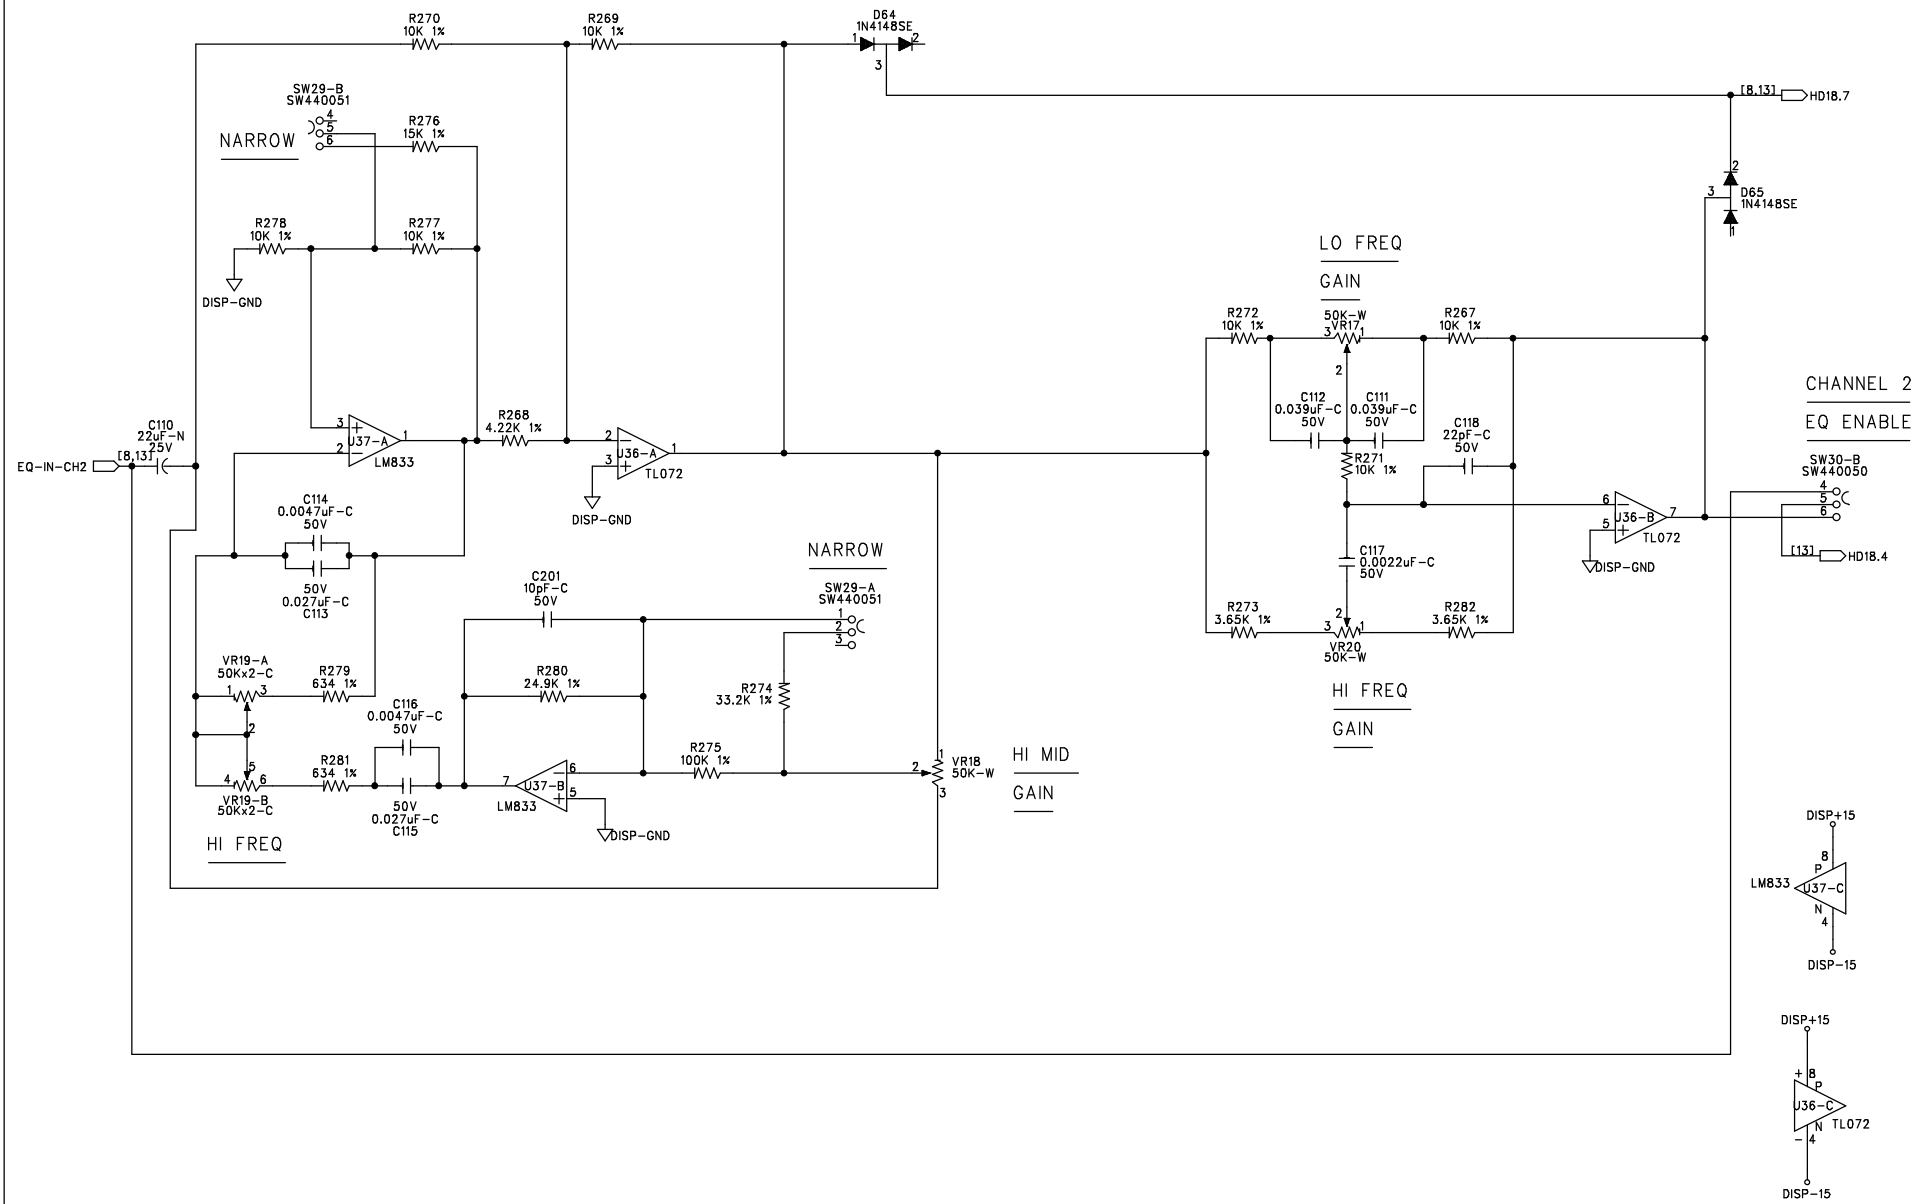 R270
10K 1%
R269
10K 1%
D64
1N4148SE
1
2
3
[8,13]
HD18.7
SW29-B
SW440051
4
5
6
NARROW
R276
15K 1%
2
3
D65
1N4148SE
1
R278
10K 1%
R277
10K 1%
DISP-GND
LO FREQ
GAIN
R272
10K 1%
50K-W
VR17
3
1
2
R267
10K 1%
CHANNEL 2
EQ ENABLE
C112
0.039uF-C
50V
C111
0.039uF-C
50V
C118
22pF-C
50V
R271
10K 1%
C110
22uF-N
25V
EQ-IN-CH2
[8,13]
3
+
2
−
U37-A
1
LM833
R268
4.22K 1%
2
−
3
+
U36-A
1
TL072
DISP-GND
SW30-B
SW440050
4
5
6
6
−
5
+
U36-B
7
TL072
DISP-GND
[13]
HD18.4
C114
0.0047uF-C
50V
50V
0.027uF-C
C113
NARROW
C117
0.0022uF-C
50V
C201
10pF-C
50V
SW29-A
SW440051
1
2
3
R273
3.65K 1%
2
3
1
VR20
50K-W
R282
3.65K 1%
HI FREQ
GAIN
VR19-A
50Kx2-C
1
3
2
R279
634 1%
R280
24.9K 1%
R274
33.2K 1%
C116
0.0047uF-C
50V
5
4
6
VR19-B
50Kx2-C
R281
634 1%
50V
0.027uF-C
C115
7
U37-B
6
−
5
+
LM833
DISP-GND
R275
100K 1%
2
1
3
VR18
50K-W
HI MID
GAIN
HI FREQ
DISP+15
8
P
LM833
U37-C
N
4
DISP-15
DISP+15
+
8
P
U36-C
N
TL072
−
4
DISP-15